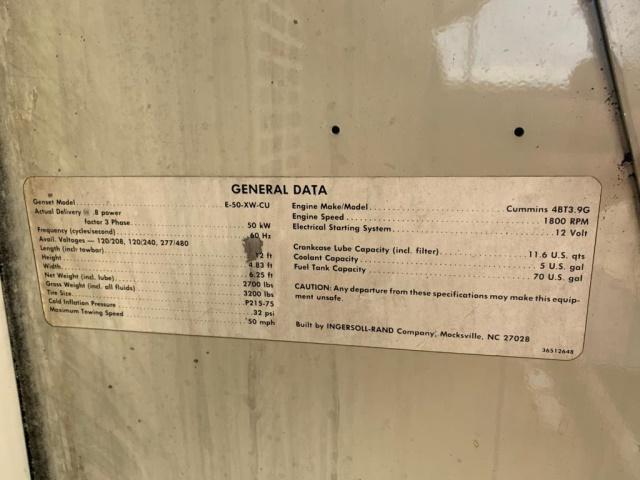 GENERAL DATA
Genset Model ........ E-50-XW-CU
Actual Delivery in .8 power
factor 3 Phase ........ 50 kW
Frequency (cycles/second) ........ 60 Hz
Avail. Voltages — 120/208, 120/240, 277/480
Length (incl. towbar) ........ 12 ft
Height ........ 4.83 ft
Width ........ 6.25 ft
Net Weight (incl. lube) ........ 2700 lbs
Gross Weight (incl. all fluids) ........ 3200 lbs
Tire Size ........ P215-75
Cold Inflation Pressure ........ 32 psi
Maximum Towing Speed ........ 50 mph
Engine Make/Model ........ Cummins 4BT3.9G
Engine Speed ........ 1800 RPM
Electrical Starting System ........ 12 Volt
Crankcase Lube Capacity (incl. filter) ........ 11.6 U.S. qts
Coolant Capacity ........ 5 U.S. gal
Fuel Tank Capacity ........ 70 U.S. gal
CAUTION: Any departure from these specifications may make this equip-
ment unsafe.
Built by INGERSOLL-RAND Company, Mocksville, NC 27028
36512648